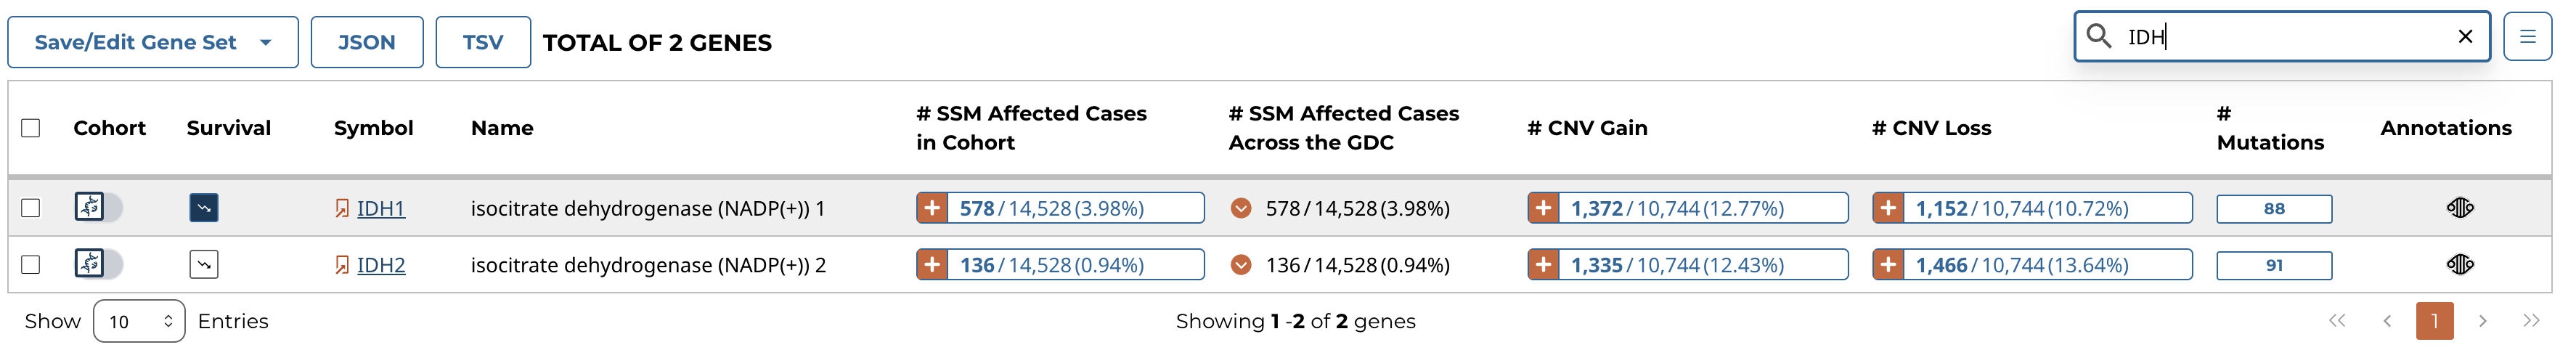 Save/Edit Gene Set JSON TSV TOTAL OF 2 GENES IDH
Cohort Survival Symbol Name # SSM Affected Cases in Cohort # SSM Affected Cases Across the GDC # CNV Gain # CNV Loss # Mutations Annotations
IDH1 isocitrate dehydrogenase (NADP(+)) 1 578 / 14,528 (3.98%) 578 / 14,528 (3.98%) 1,372 / 10,744 (12.77%) 1,152 / 10,744 (10.72%) 88
IDH2 isocitrate dehydrogenase (NADP(+)) 2 136 / 14,528 (0.94%) 136 / 14,528 (0.94%) 1,335 / 10,744 (12.43%) 1,466 / 10,744 (13.64%) 91
Show 10 Entries Showing 1 -2 of 2 genes 1